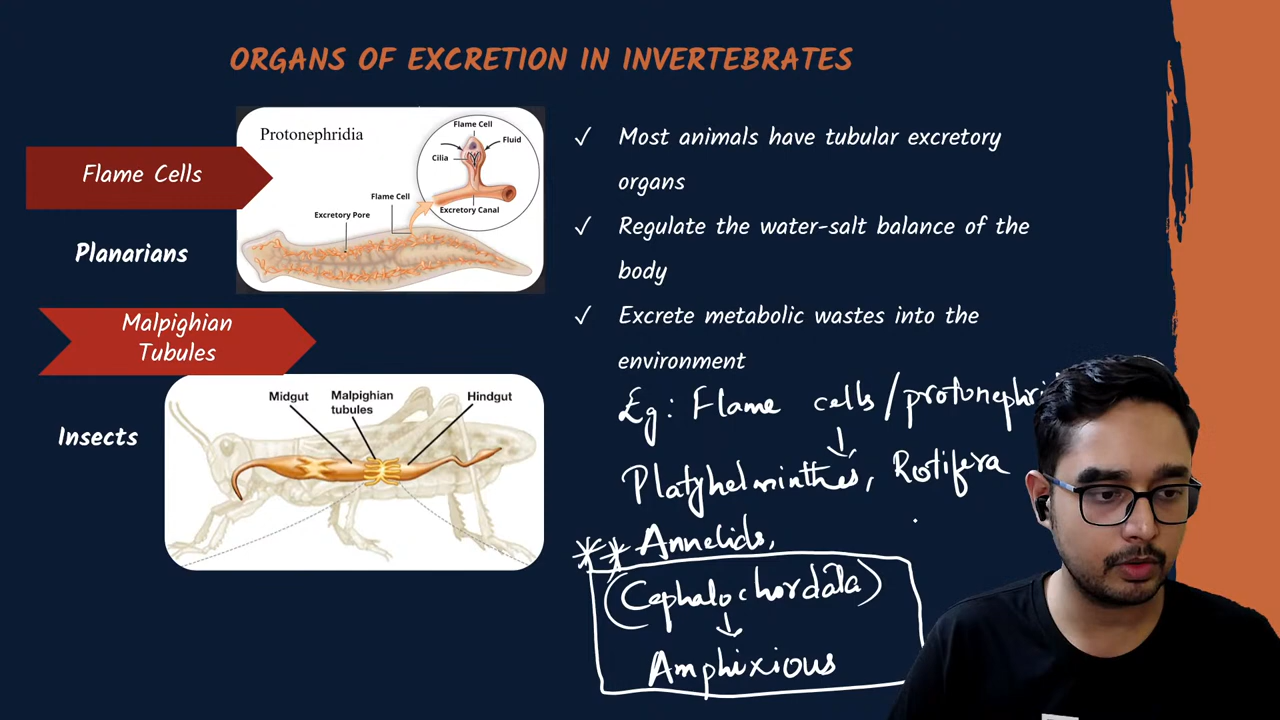 ORGANS OF EXCRETION IN INVERTEBRATES
Flame Cells
Planarians
Protonephridia
Flame Cell
Fluid
Cilia
Flame Cell
Excretory Canal
Excretory Pore
Malpighian
Tubules
Insects
Midgut
Malpighian
tubules
Hindgut
✓ Most animals have tubular excretory
organs
✓ Regulate the water-salt balance of the
body
✓ Excrete metabolic wastes into the
environment
Eg: Flame cells/protonephri
Platyhelminthes, Rotifera
** Annelids,
(Cephalochordata)
Amphixious